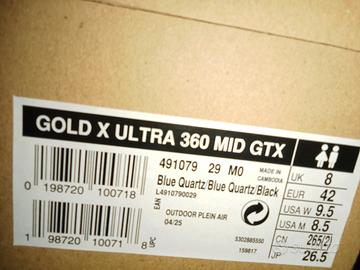 GOLD X ULTRA 360 MID GTX
491079 29 M0
MADE IN CAMBODIA
Blue Quartz/Blue Quartz/Black
L4910790029
OUTDOOR PLEIN AIR
04/25
5302885550
159817
0 198720 100718
EAN
1 98720 10071 8
UPC
UK 8
EUR 42
USA W 9.5
USA M 8.5
CN 265(2)
JP 26.5